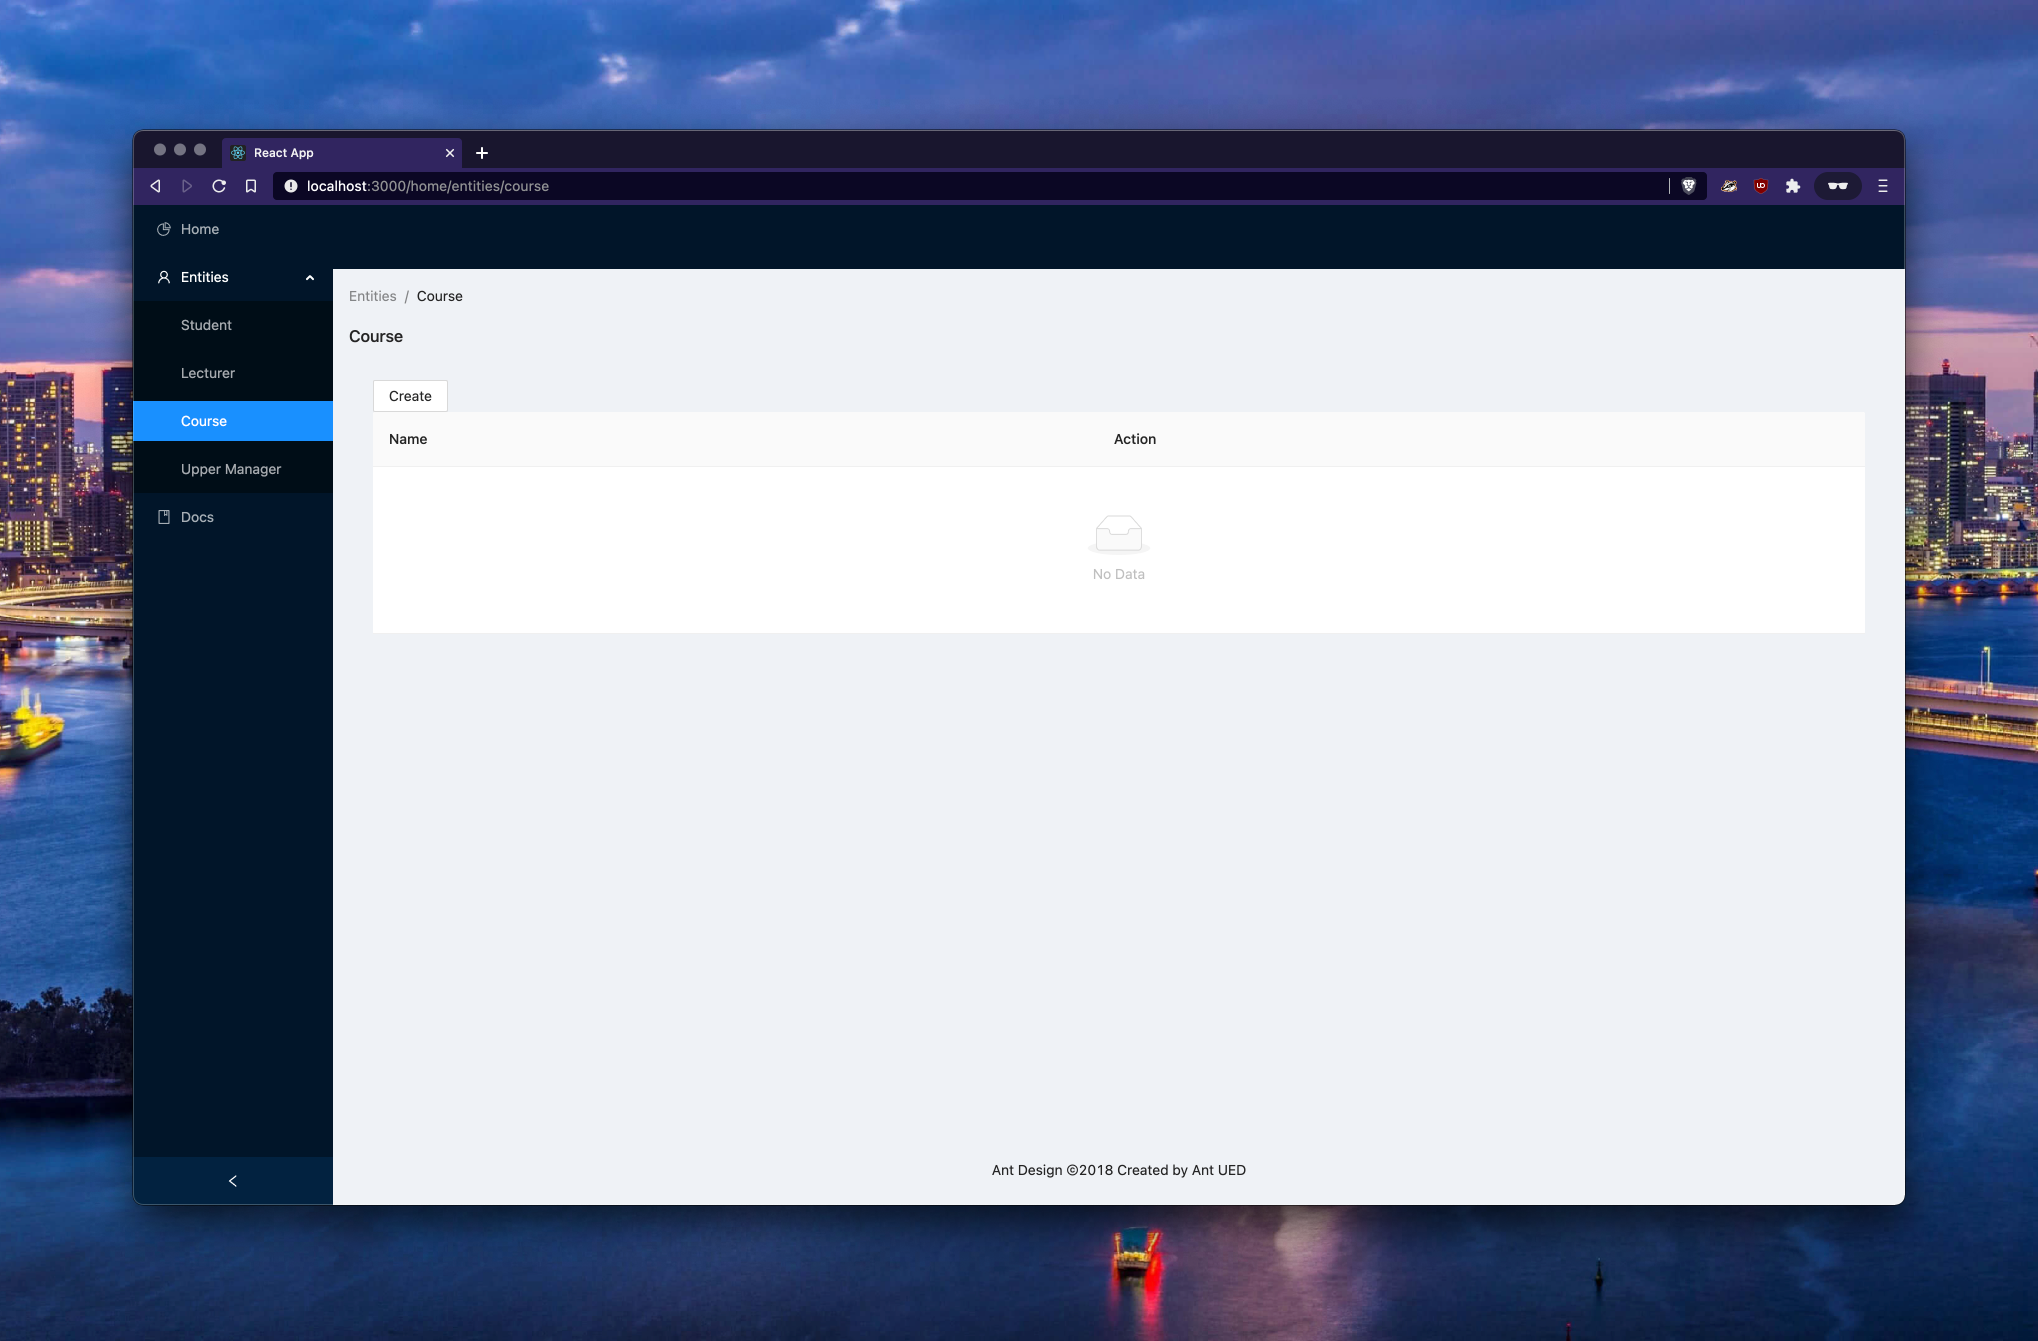 React App
localhost:3000/home/entities/course
Home
Entities
Student
Lecturer
Course
Upper Manager
Docs
Entities / Course
Course
Create
Name Action
No Data
Ant Design ©2018 Created by Ant UED